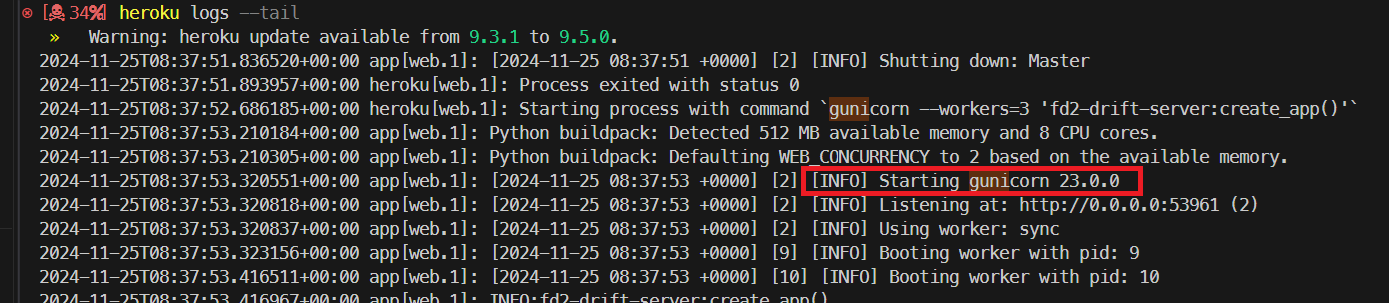 ⊗ [☠34%] heroku logs --tail
 »   Warning: heroku update available from 9.3.1 to 9.5.0.
2024-11-25T08:37:51.836520+00:00 app[web.1]: [2024-11-25 08:37:51 +0000] [2] [INFO] Shutting down: Master
2024-11-25T08:37:51.893957+00:00 heroku[web.1]: Process exited with status 0
2024-11-25T08:37:52.686185+00:00 heroku[web.1]: Starting process with command `gunicorn --workers=3 'fd2-drift-server:create_app()'`
2024-11-25T08:37:53.210184+00:00 app[web.1]: Python buildpack: Detected 512 MB available memory and 8 CPU cores.
2024-11-25T08:37:53.210305+00:00 app[web.1]: Python buildpack: Defaulting WEB_CONCURRENCY to 2 based on the available memory.
2024-11-25T08:37:53.320551+00:00 app[web.1]: [2024-11-25 08:37:53 +0000] [2] [INFO] Starting gunicorn 23.0.0
2024-11-25T08:37:53.320818+00:00 app[web.1]: [2024-11-25 08:37:53 +0000] [2] [INFO] Listening at: http://0.0.0.0:53961 (2)
2024-11-25T08:37:53.320837+00:00 app[web.1]: [2024-11-25 08:37:53 +0000] [2] [INFO] Using worker: sync
2024-11-25T08:37:53.323156+00:00 app[web.1]: [2024-11-25 08:37:53 +0000] [9] [INFO] Booting worker with pid: 9
2024-11-25T08:37:53.416511+00:00 app[web.1]: [2024-11-25 08:37:53 +0000] [10] [INFO] Booting worker with pid: 10
2024-11-25T08:37:53.416967+00:00 app[web.1]: INFO:fd2-drift-server:create_app()